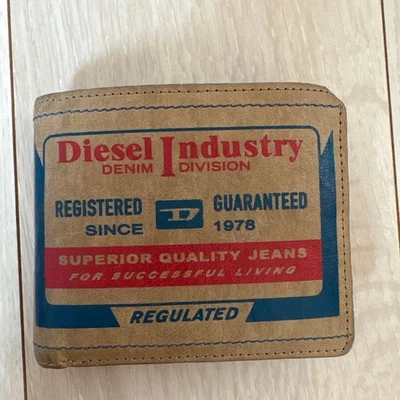 Diesel Industry
DENIM DIVISION
REGISTERED D GUARANTEED
SINCE 1978
SUPERIOR QUALITY JEANS
FOR SUCCESSFUL LIVING
REGULATED